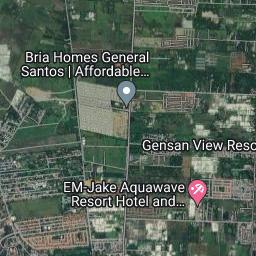 Bria Homes General
Santos | Affordable...
Gensan View Reso
EM-Jake Aquawave
Resort Hotel and...